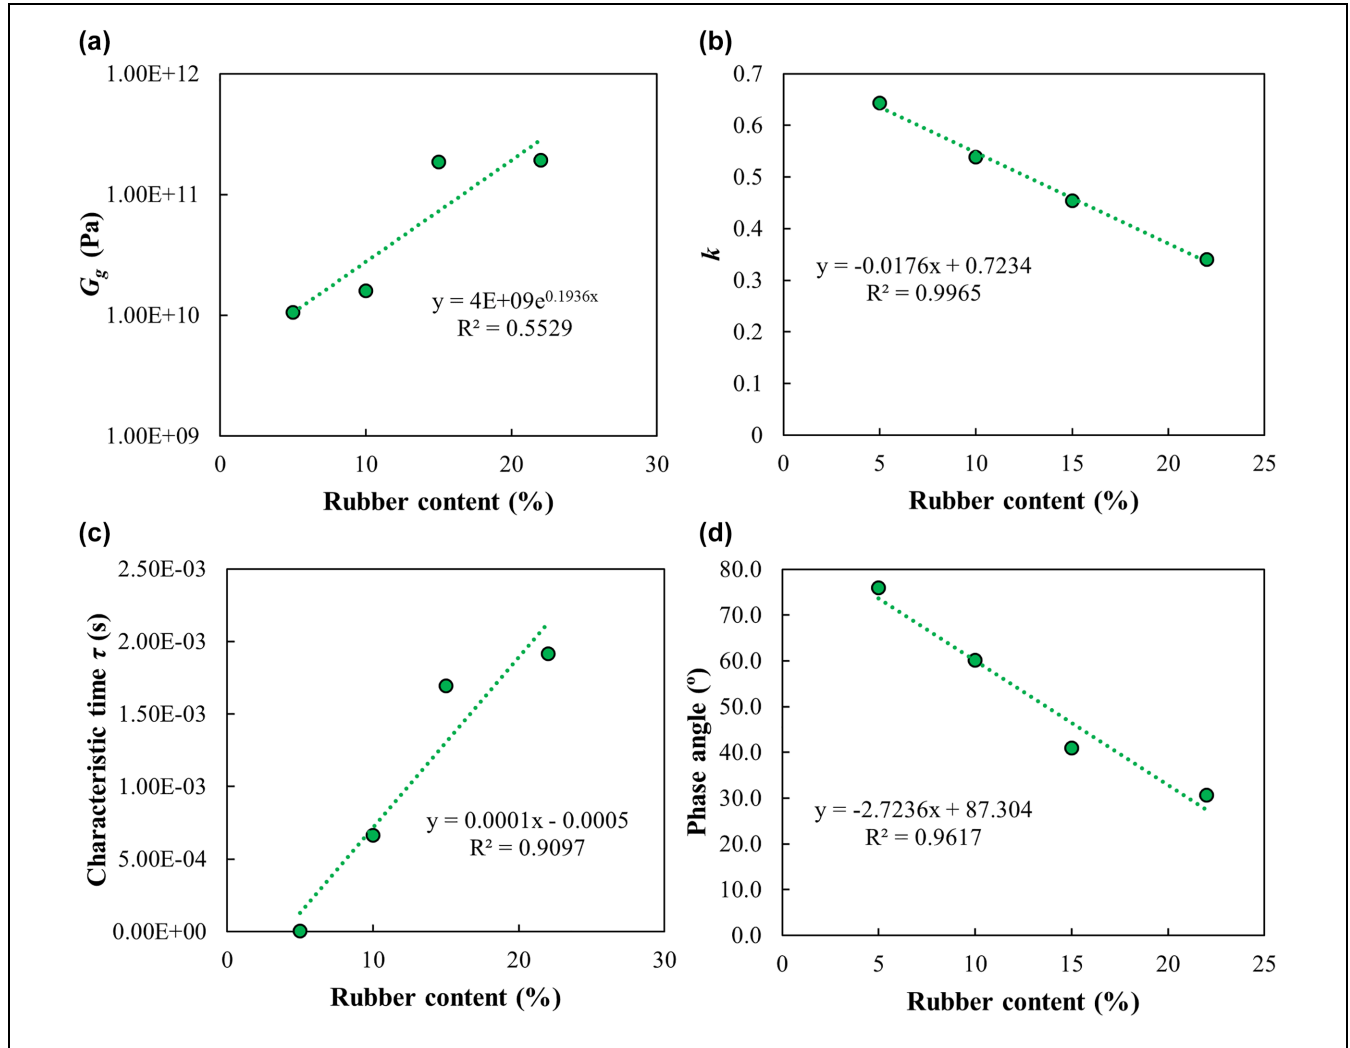 (a)
1.00E+12
1.00E+11
1.00E+10
1.00E+09
G_g (Pa)
y = 4E+09e^0.1936x
R² = 0.5529
0 10 20 30
Rubber content (%)
(b)
0.7
0.6
0.5
0.4
0.3
0.2
0.1
0
k
y = -0.0176x + 0.7234
R² = 0.9965
0 5 10 15 20 25
Rubber content (%)
(c)
2.50E-03
2.00E-03
1.50E-03
1.00E-03
5.00E-04
0.00E+00
Characteristic time τ (s)
y = 0.0001x - 0.0005
R² = 0.9097
0 10 20 30
Rubber content (%)
(d)
80.0
70.0
60.0
50.0
40.0
30.0
20.0
10.0
0.0
Phase angle (º)
y = -2.7236x + 87.304
R² = 0.9617
0 5 10 15 20 25
Rubber content (%)